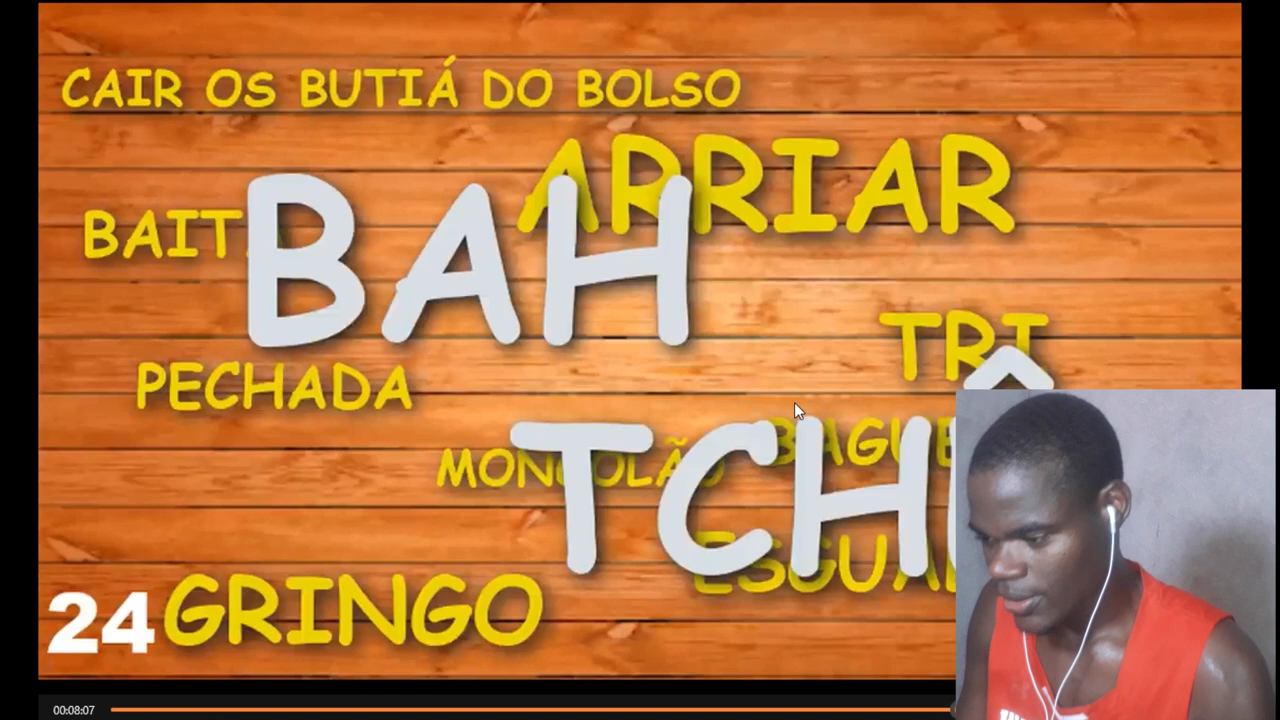 CAIR OS BUTIÁ DO BOLSO
ARRIAR
BAH
TRI
PECHADA
TCHÊ
24
GRINGO
00:08:07